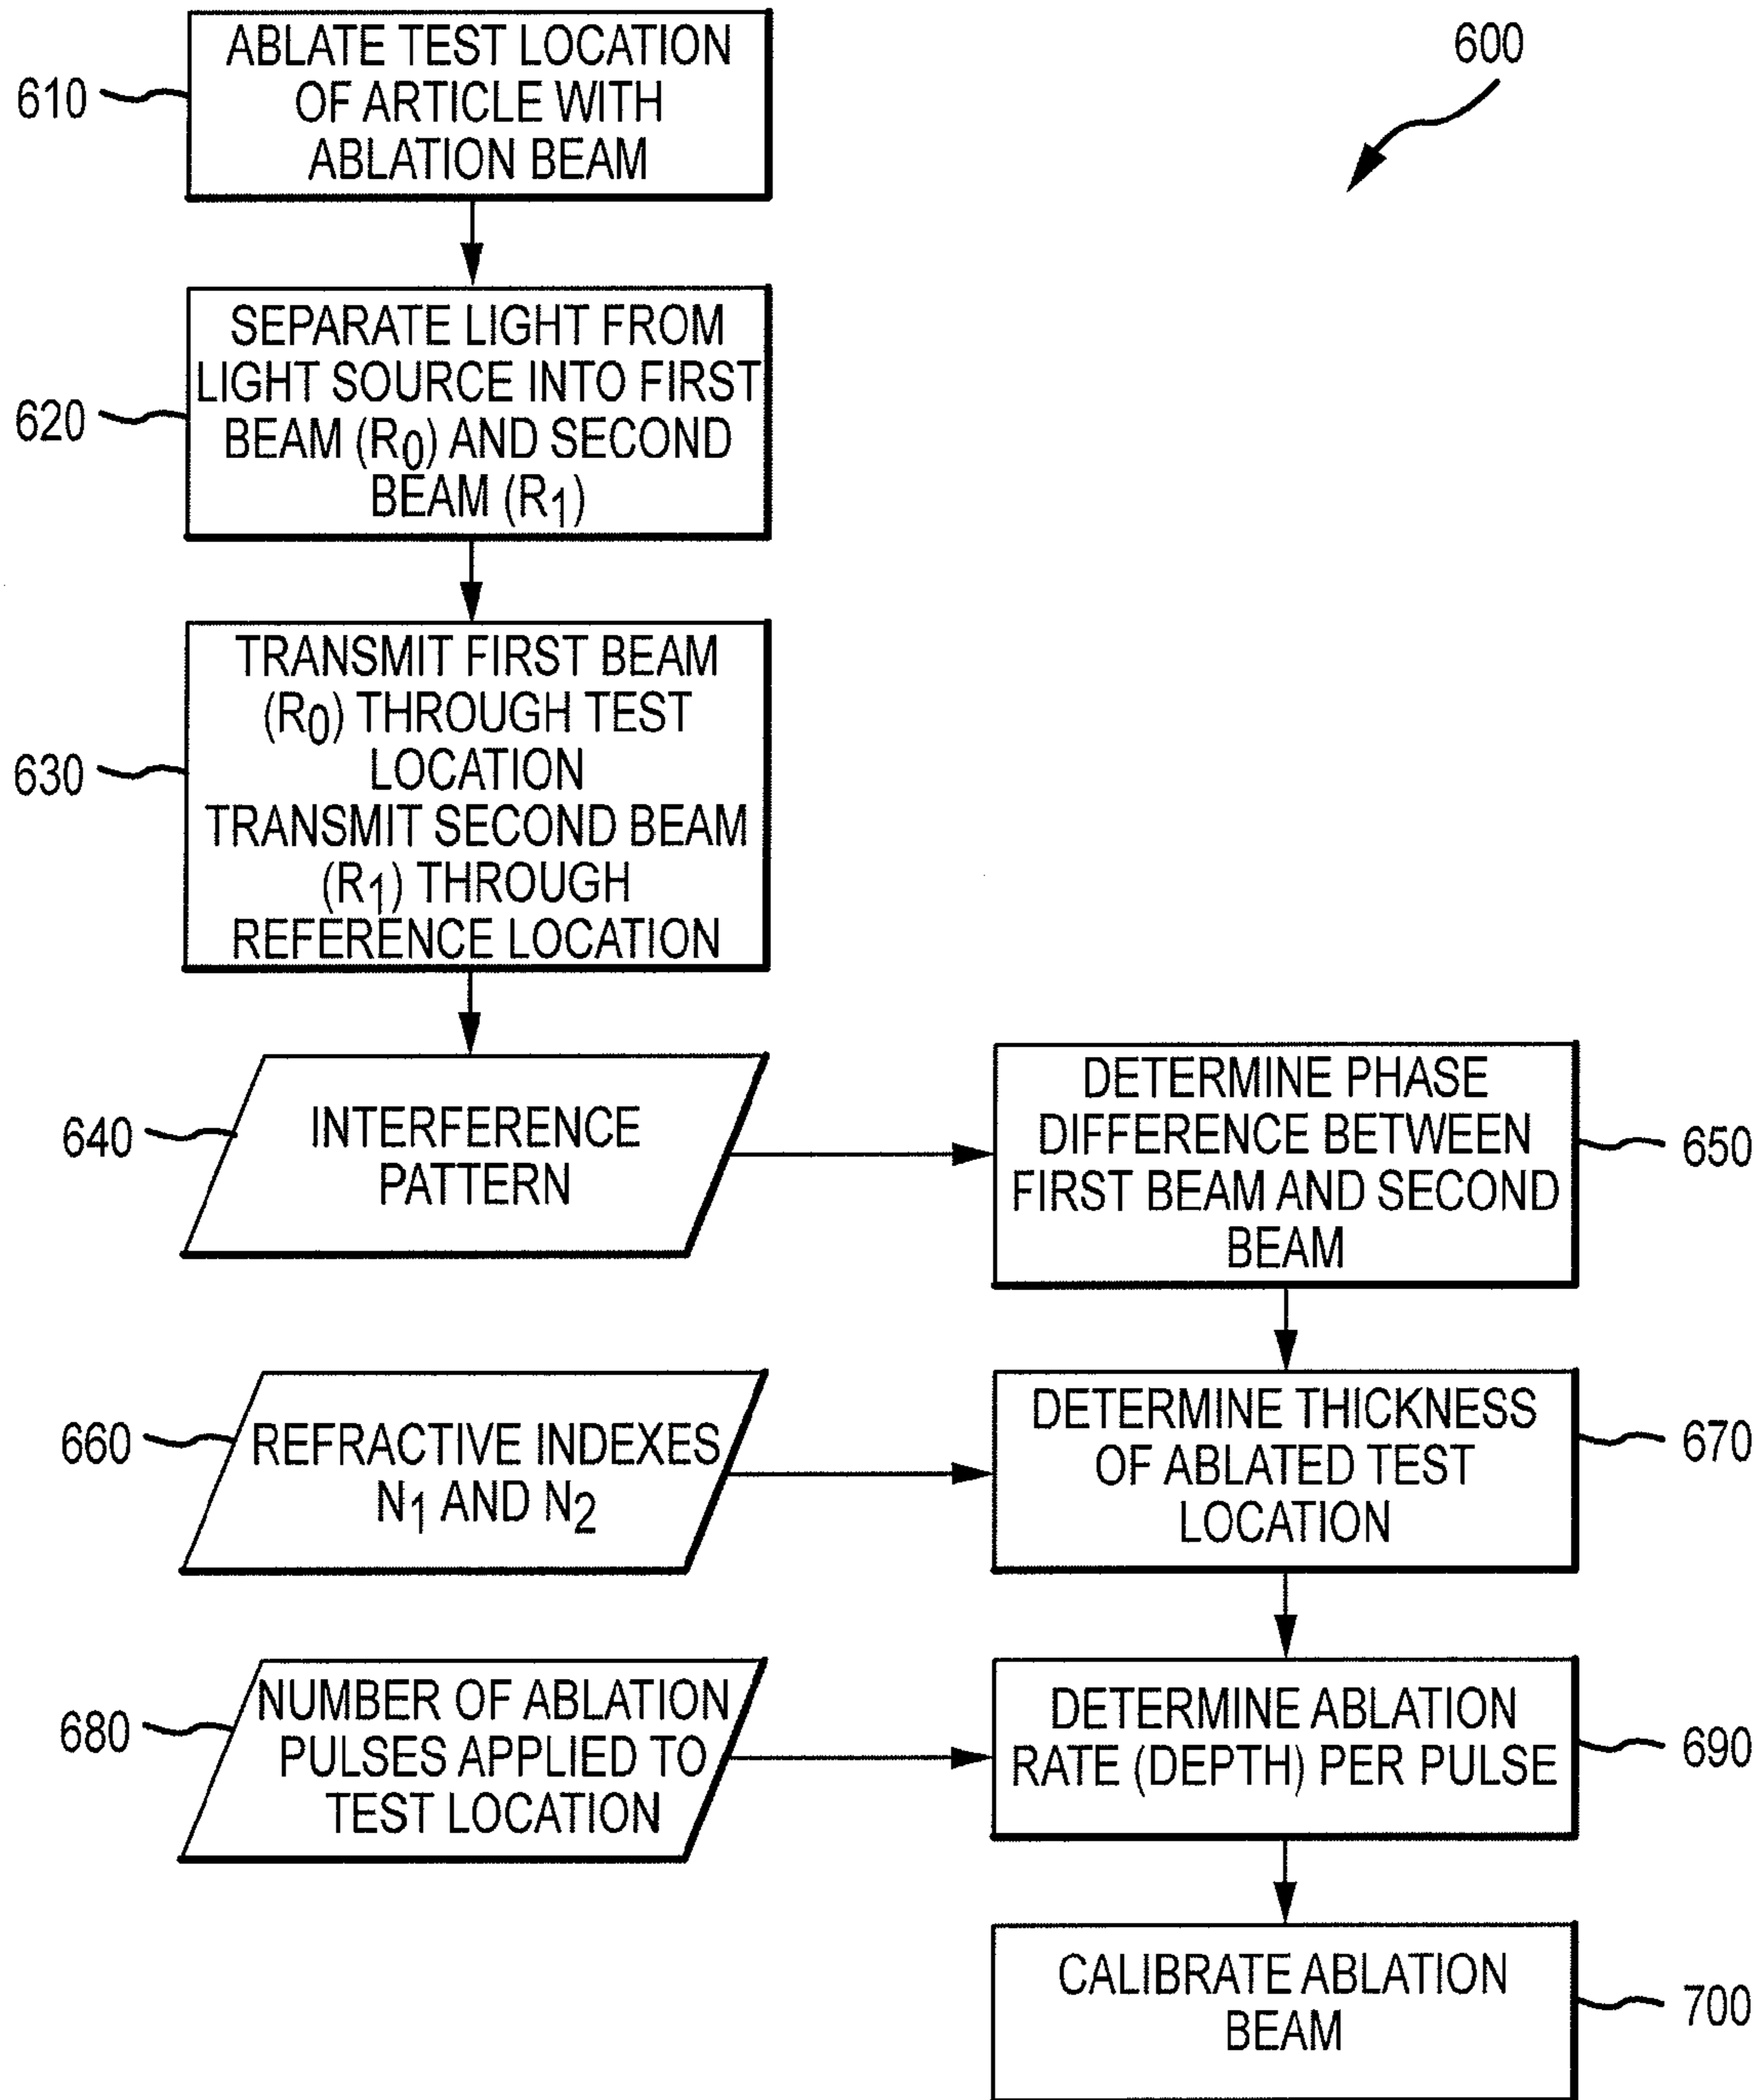 600
610
ABLATE TEST LOCATION
OF ARTICLE WITH
ABLATION BEAM
620
SEPARATE LIGHT FROM
LIGHT SOURCE INTO FIRST
BEAM (R0) AND SECOND
BEAM (R1)
630
TRANSMIT FIRST BEAM
(R0) THROUGH TEST
LOCATION
TRANSMIT SECOND BEAM
(R1) THROUGH
REFERENCE LOCATION
640
INTERFERENCE
PATTERN
DETERMINE PHASE
DIFFERENCE BETWEEN
FIRST BEAM AND SECOND
BEAM
650
660
REFRACTIVE INDEXES
N1 AND N2
DETERMINE THICKNESS
OF ABLATED TEST
LOCATION
670
680
NUMBER OF ABLATION
PULSES APPLIED TO
TEST LOCATION
DETERMINE ABLATION
RATE (DEPTH) PER PULSE
690
CALIBRATE ABLATION
BEAM
700